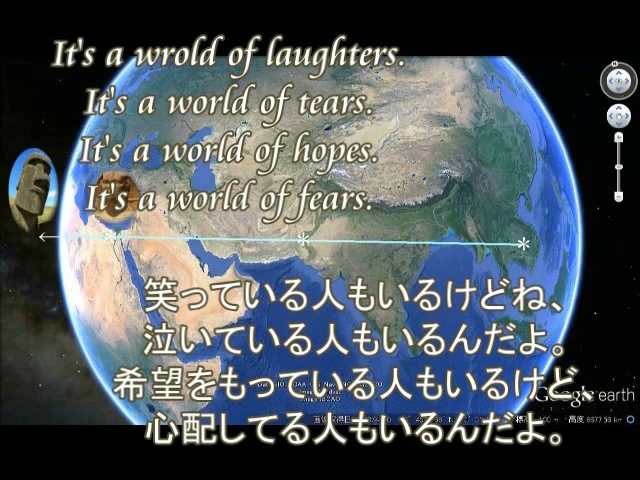 It's a wrold of laughters.
It's a world of tears.
It's a wrold of hopes.
It's a world of fears.
笑っている人もいるけどね、
泣いている人もいるんだよ。
希望をもっている人もいるけど、
Google earth
心配してる人もいるんだよ。
高度